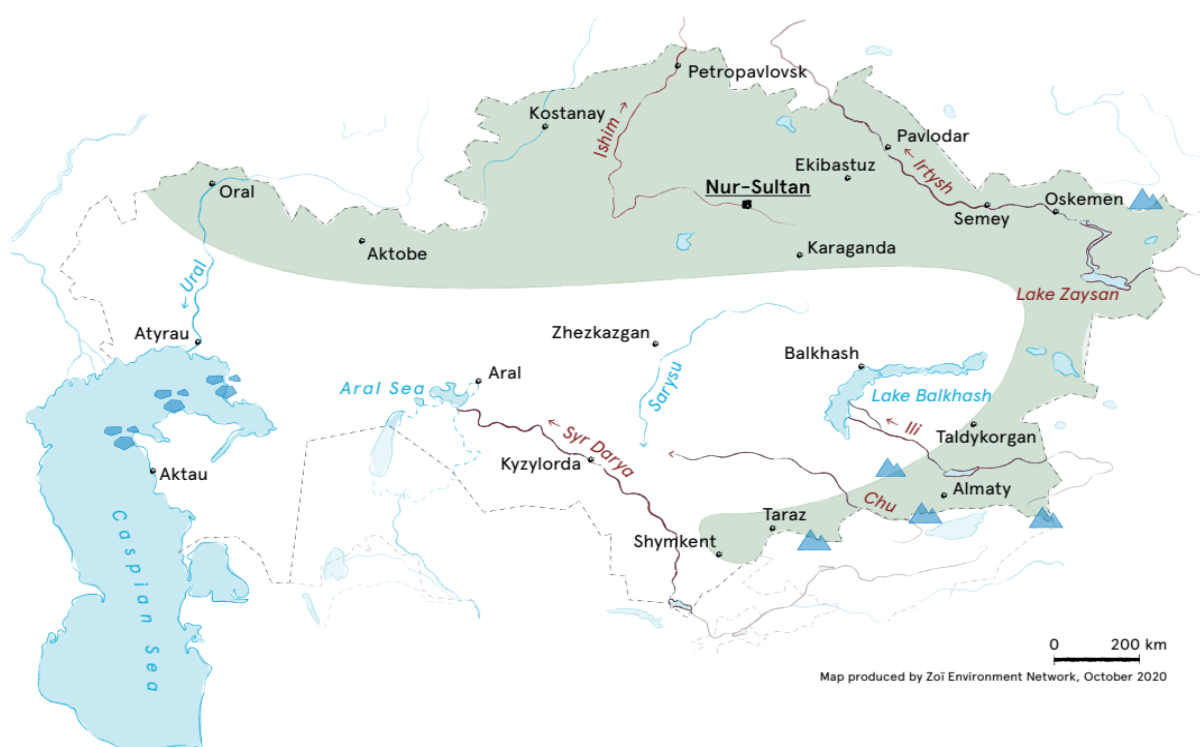 Petropavlovsk
Kostanay
Ishim
Pavlodar
Ekibastuz
Irtysh
Oral
Nur-Sultan
Oskemen
Semey
Aktobe
Karaganda
Ural
Lake Zaysan
Atyrau
Zhezkazgan
Balkhash
Aral
Aral Sea
Sarysu
Lake Balkhash
Ili
Syr Darya
Taldykorgan
Kyzylorda
Aktau
Almaty
Chu
Taraz
Caspian Sea
Shymkent
0 200 km
Map produced by Zoï Environment Network, October 2020